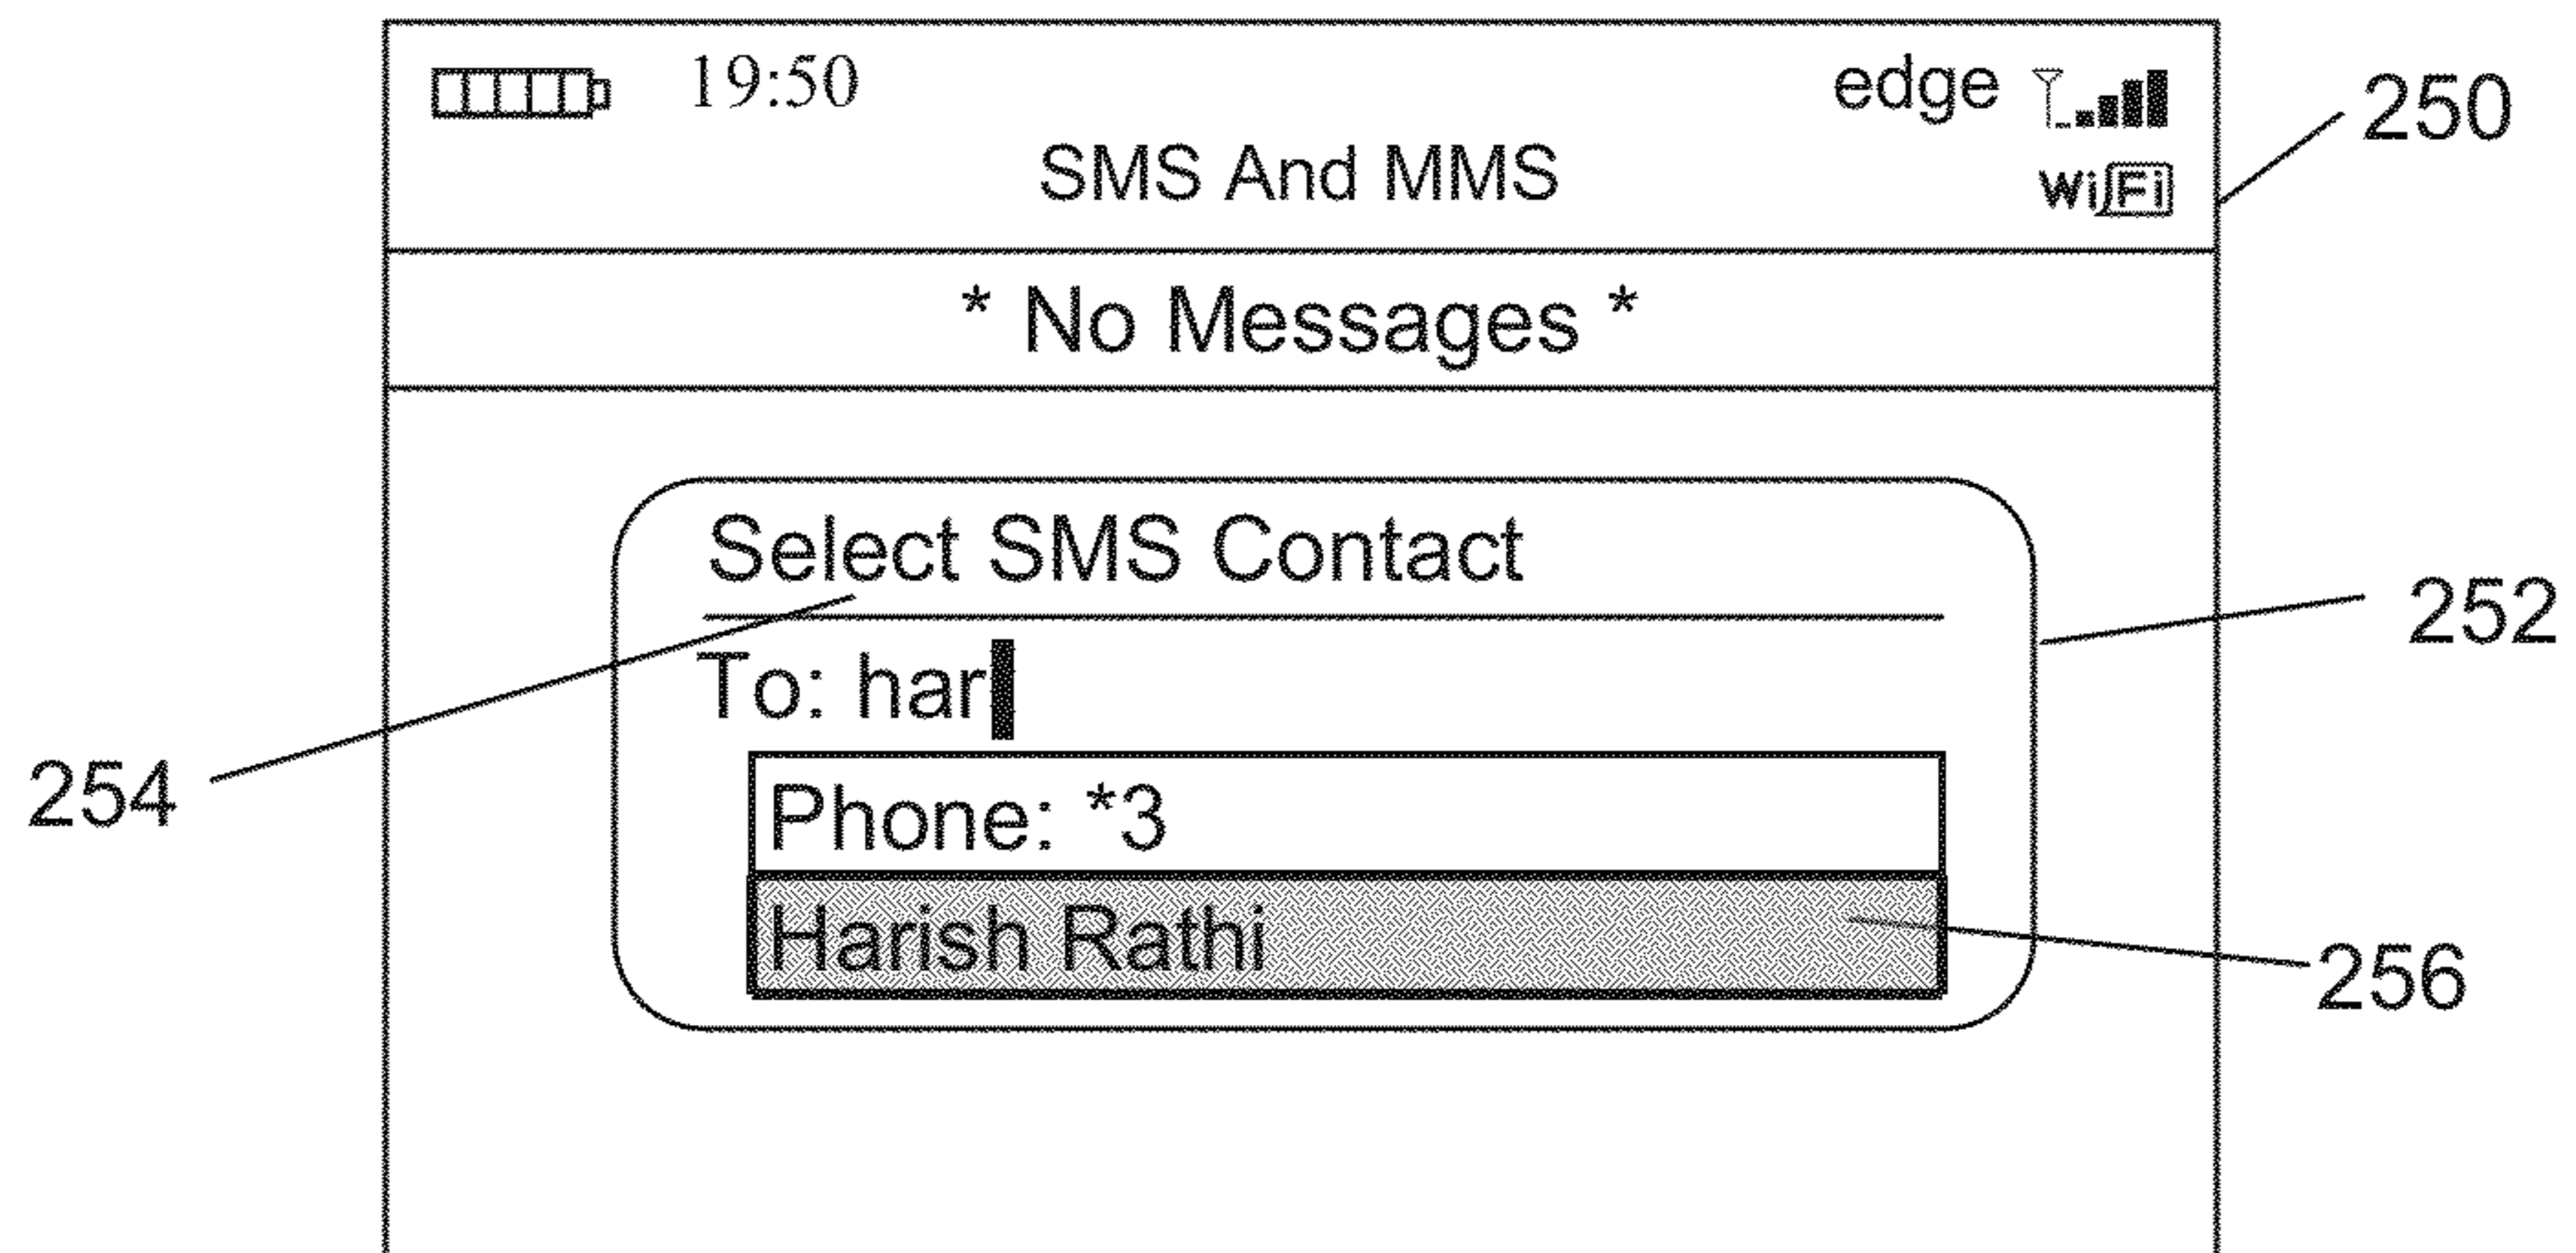 19:50 edge
250
SMS And MMS
WiFi
* No Messages *
Select SMS Contact
252
To: har
254
Phone: *3
Harish Rathi
256